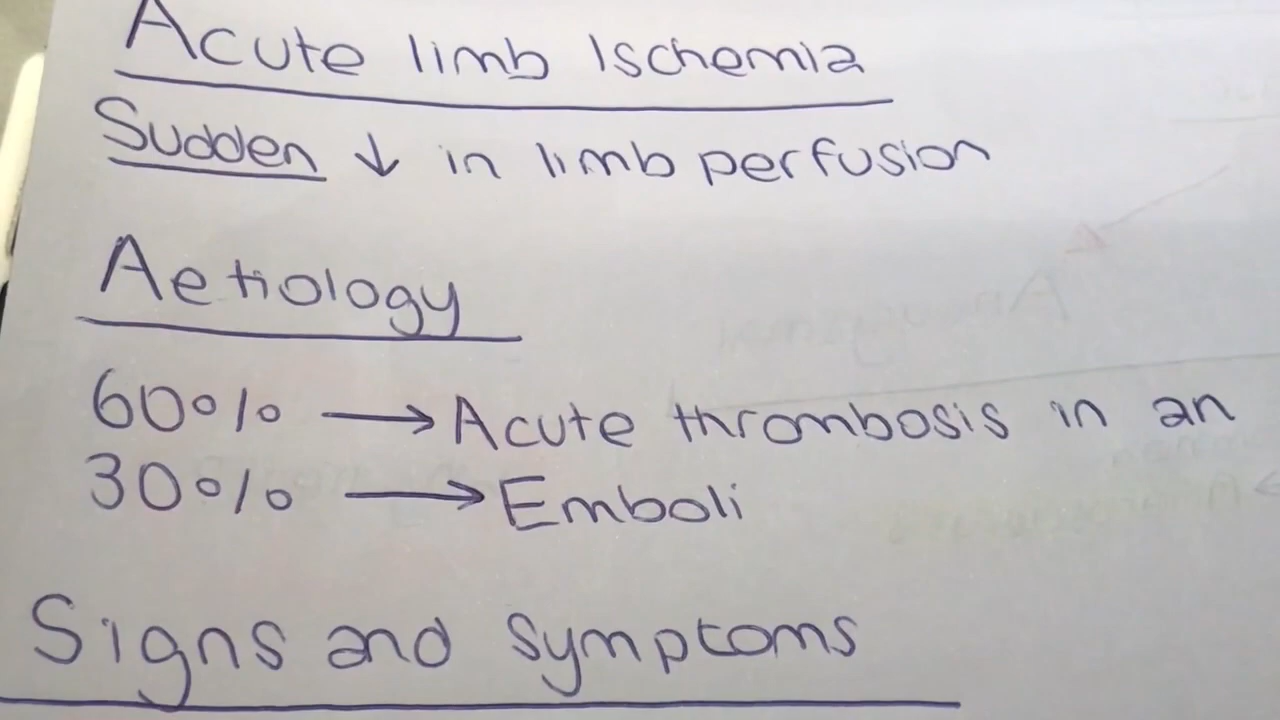 Acute limb Ischemia
Sudden ↓ in limb perfusion
Aetiology
60% → Acute thrombosis in an
30% → Emboli
Signs and symptoms